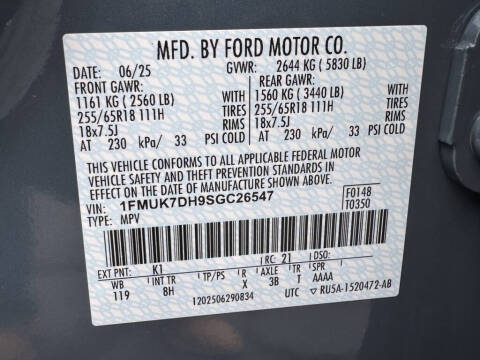 MFD. BY FORD MOTOR CO.
DATE: 06/25 GVWR: 2644 KG ( 5830 LB)
FRONT GAWR: REAR GAWR:
1161 KG ( 2560 LB) WITH 1560 KG ( 3440 LB) WITH
255/65R18 111H TIRES 255/65R18 111H TIRES
18x7.5J RIMS 18x7.5J RIMS
AT 230 kPa/ 33 PSI COLD AT 230 kPa/ 33 PSI COLD
THIS VEHICLE CONFORMS TO ALL APPLICABLE FEDERAL MOTOR
VEHICLE SAFETY AND THEFT PREVENTION STANDARDS IN
EFFECT ON THE DATE OF MANUFACTURE SHOWN ABOVE.
VIN: 1FMUK7DH9SGC26547 F0148
TYPE: MPV T0350
EXT PNT: K1 RC: 21 DSO:
WB INT TR TP/PS R AXLE TR SPR
119 8H X 3B T AAAA
1202506290834 UTC RU5A-1520472-AB